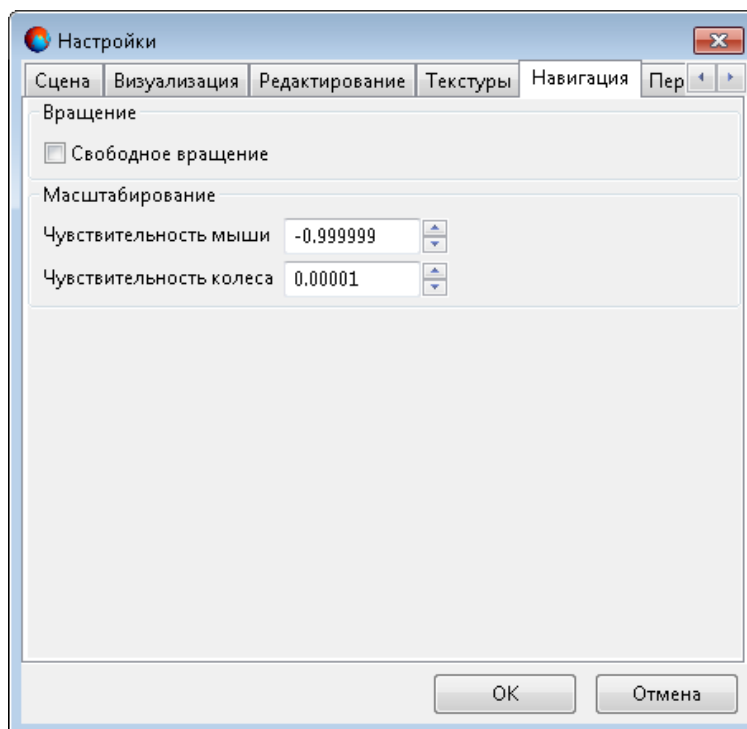 Настройки
Сцена Визуализация Редактирование Текстуры Навигация Пер
Вращение
Свободное вращение
Масштабирование
Чувствительность мыши -0.999999
Чувствительность колеса 0.00001
OK Отмена